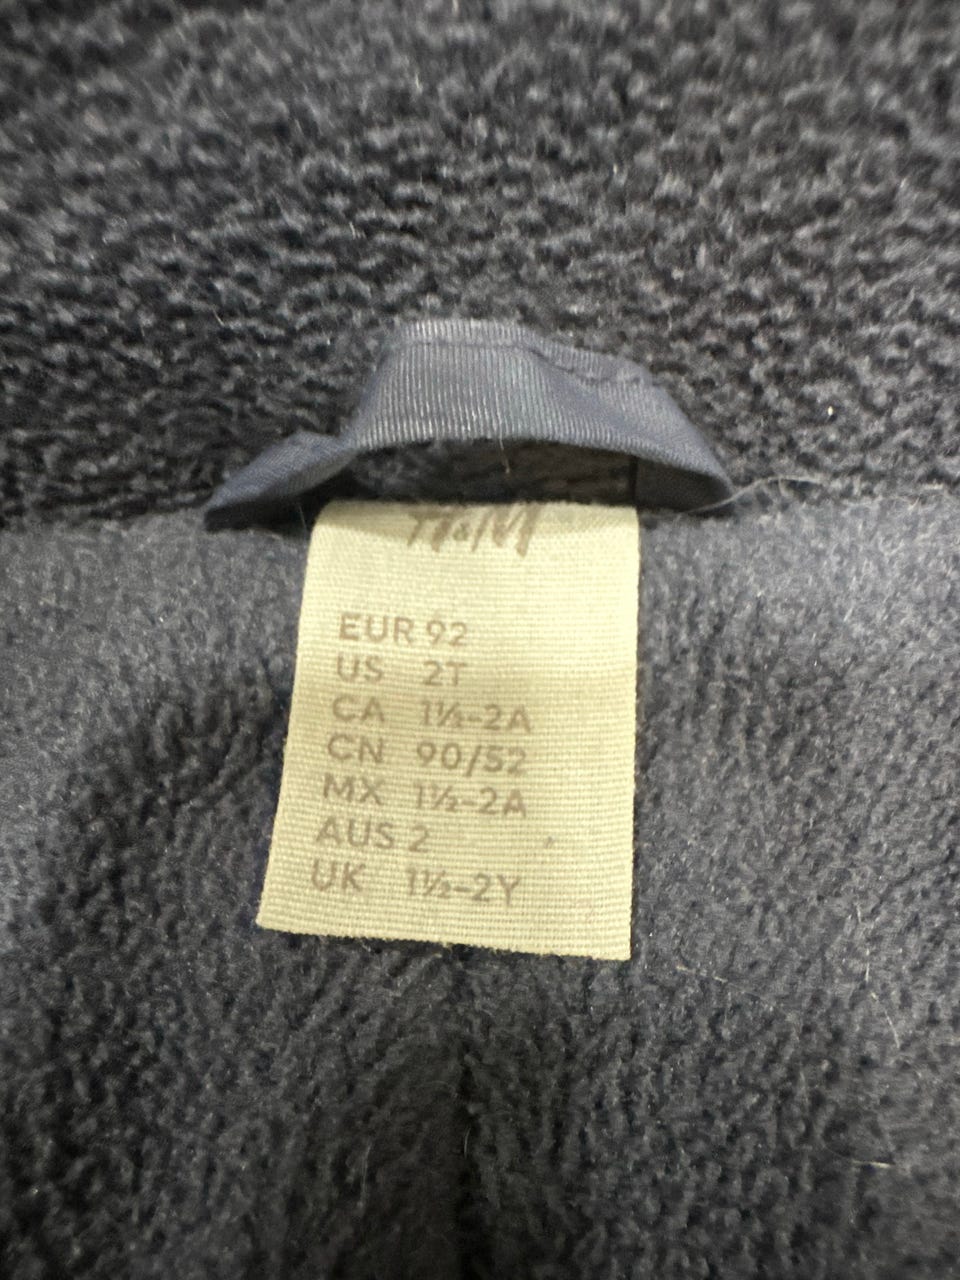 H&M
EUR 92
US 2T
CA 1½-2A
CN 90/52
MX 1½-2A
AUS 2
UK 1½-2Y